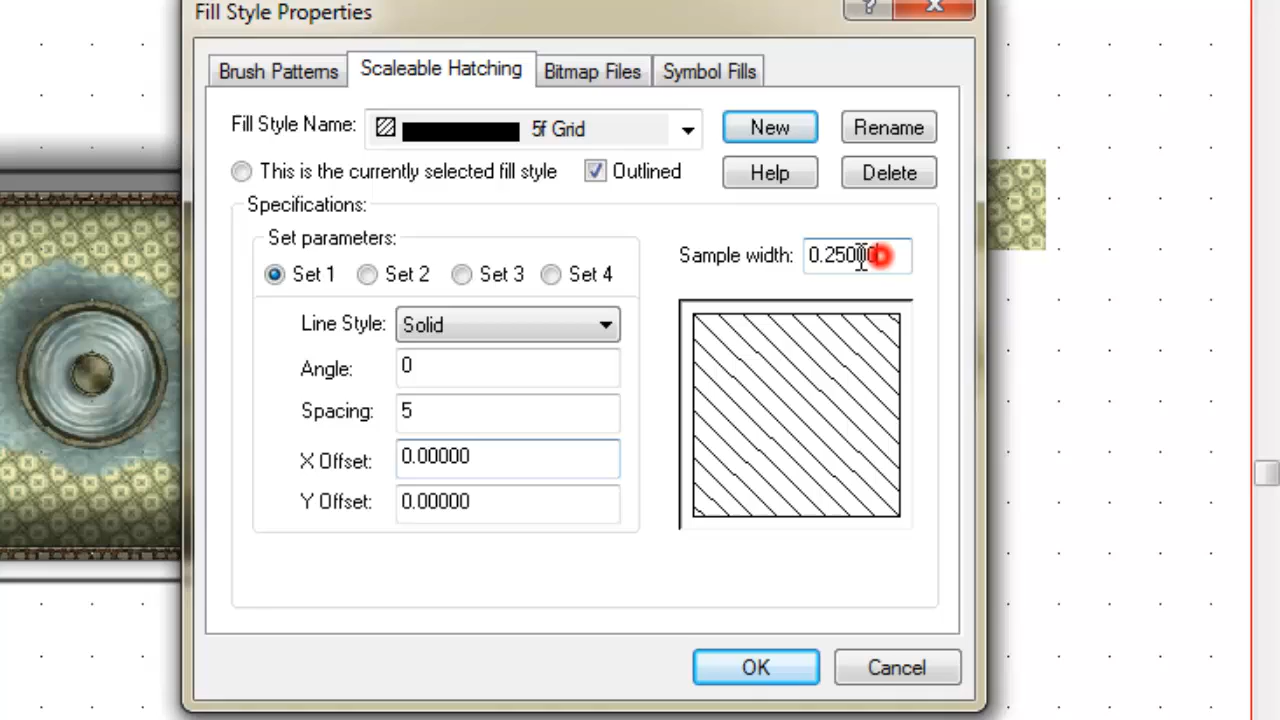 Fill Style Properties
?
Brush Patterns Scaleable Hatching Bitmap Files Symbol Fills
Fill Style Name: 5f Grid New Rename
This is the currently selected fill style Outlined Help Delete
Specifications:
Set parameters:
Sample width: 0.25000
Set 1 Set 2 Set 3 Set 4
Line Style: Solid
Angle: 0
Spacing: 5
X Offset: 0.00000
Y Offset: 0.00000
OK Cancel